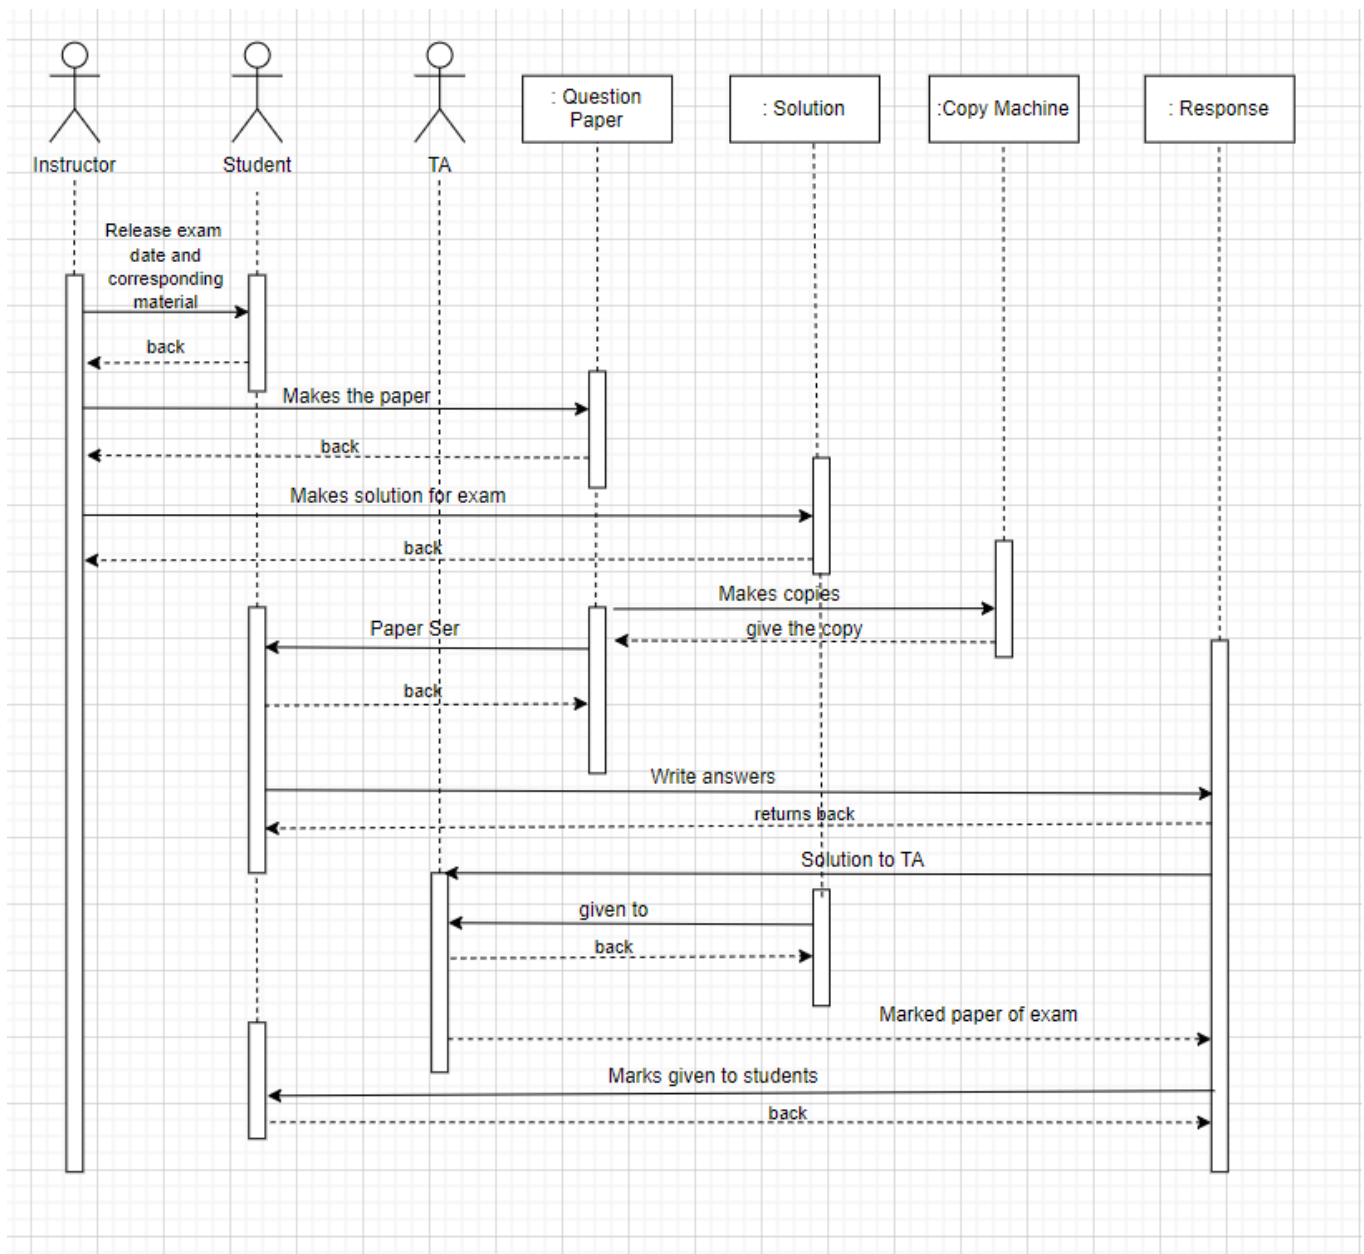 : Question
Paper
: Solution
:Copy Machine
: Response
Instructor
Student
TA
Release exam
date and
corresponding
material
back
Makes the paper
back
Makes solution for exam
back
Makes copies
Paper Ser
give the copy
back
Write answers
returns back
Solution to TA
given to
back
Marked paper of exam
Marks given to students
back